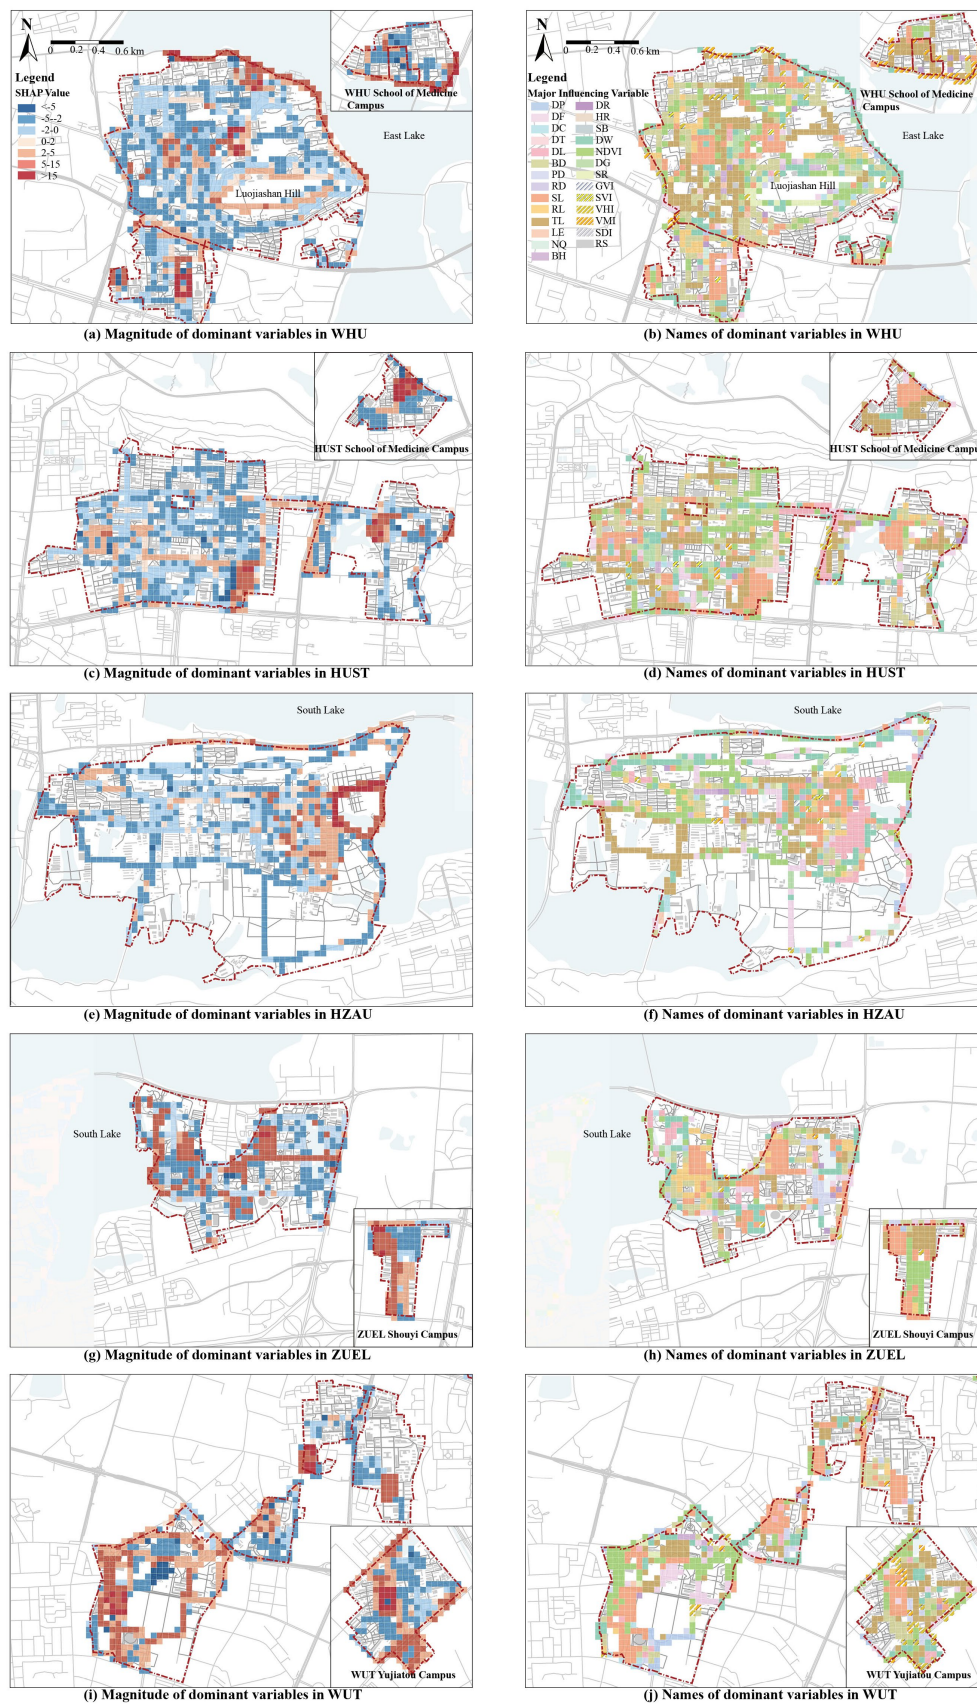 N
0 0.2 0.4 0.6 km
Legend
SHAP Value
<-5
-5--2
-2-0
0-2
2-5
5-15
>15
WHU School of Medicine
Campus
East Lake
Luojiashan Hill
(a) Magnitude of dominant variables in WHU
N
0 0.2 0.4 0.6 km
Legend
Major Influencing Variable
DP DR
DF HR
DC SB
DT DW
DL NDVI
BD DG
PD SR
RD GVI
SL SVI
RL VHI
TL VMI
LE SDI
NQ RS
BH
WHU School of Medicine
Campus
East Lake
Luojiashan Hill
(b) Names of dominant variables in WHU
HUST School of Medicine Campus
(c) Magnitude of dominant variables in HUST
HUST School of Medicine Campus
(d) Names of dominant variables in HUST
South Lake
(e) Magnitude of dominant variables in HZAU
South Lake
(f) Names of dominant variables in HZAU
South Lake
ZUEL Shouyi Campus
(g) Magnitude of dominant variables in ZUEL
South Lake
ZUEL Shouyi Campus
(h) Names of dominant variables in ZUEL
WUT Yujiatou Campus
(i) Magnitude of dominant variables in WUT
WUT Yujiatou Campus
(j) Names of dominant variables in WUT